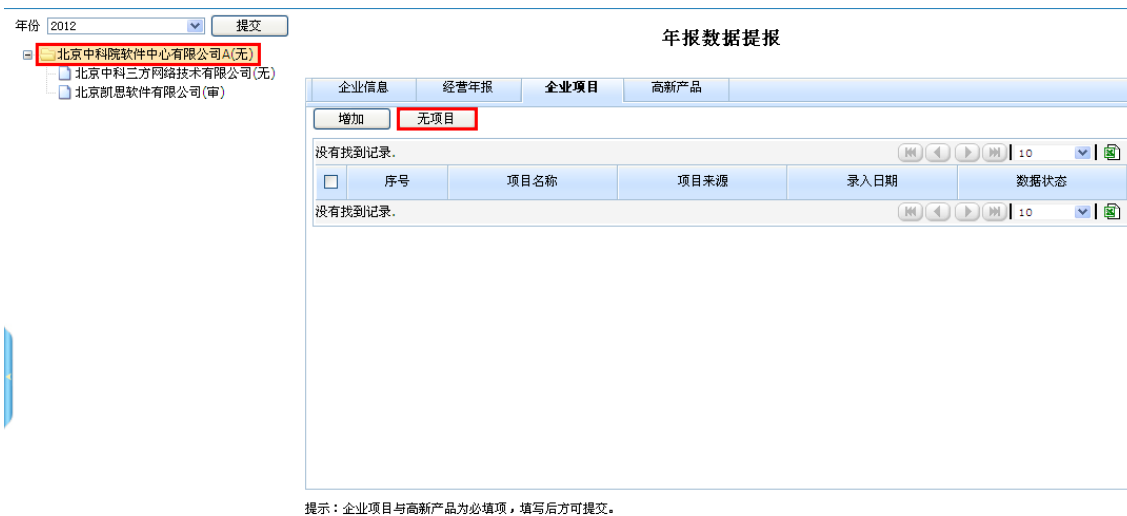 年份 2012 提交
北京中科院软件中心有限公司A(无)
北京中科三方网络技术有限公司(无)
北京凯思软件有限公司(审)
年报数据提报
企业信息 经营年报 企业项目 高新产品
增加 无项目
没有找到记录. 10
序号 项目名称 项目来源 录入日期 数据状态
没有找到记录. 10
提示：企业项目与高新产品为必填项，填写后方可提交。